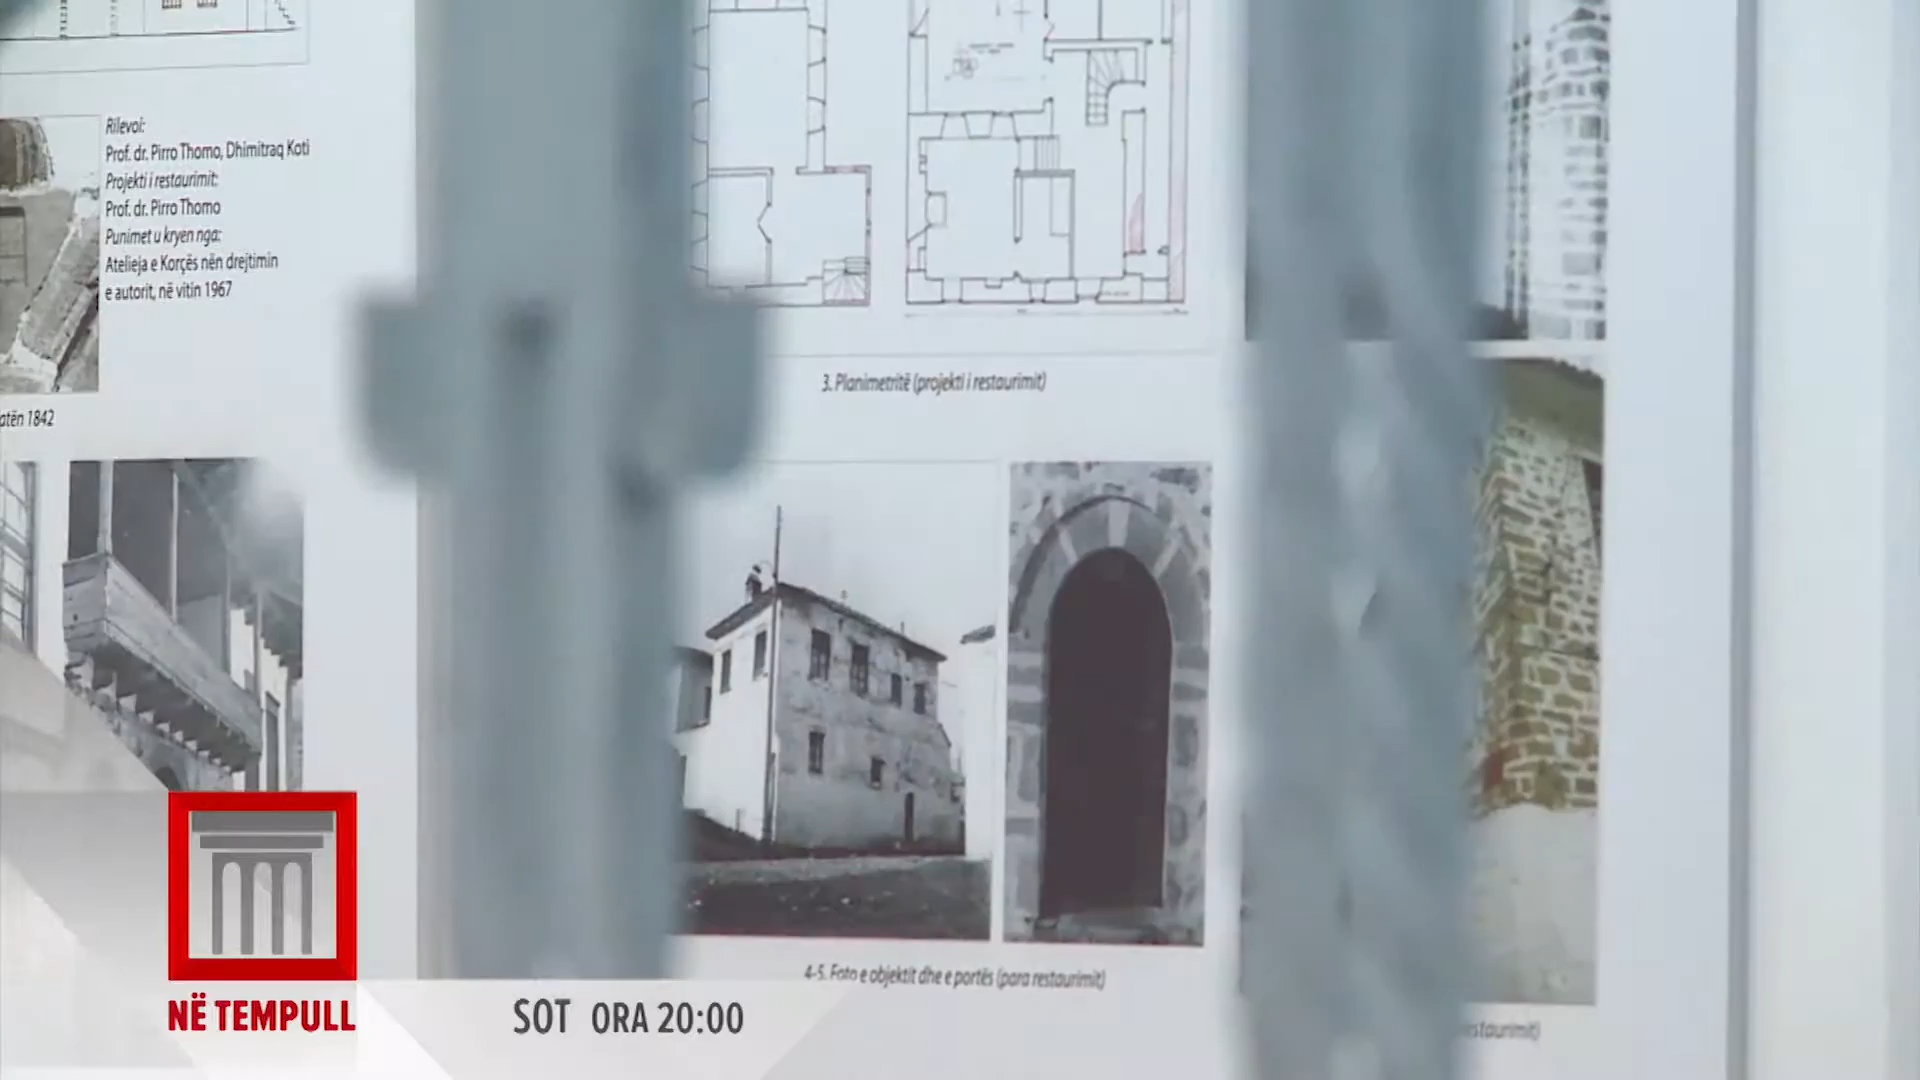 Rilevoi:
Prof. dr. Pirro Thomo, Dhimitraq Koti
Projekti i restaurimit:
Prof. dr. Pirro Thomo
Punimet u kryen nga:
Atelieja e Korçës nën drejtimin
e autorit, në vitin 1967
atën 1842
3. Planimetritë (projekti i restaurimit)
4-5. Foto e objektit dhe e portës (para restaurimit)
restaurimit)
NË TEMPULL
SOT ORA 20:00